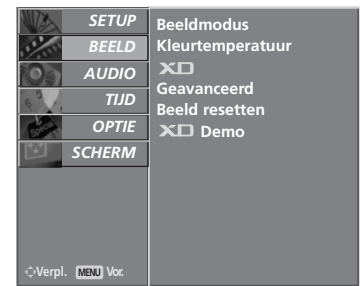 SETUP
BEELD
AUDIO
TIJD
OPTIE
SCHERM
Verpl. MENU Vor.
Beeldmodus
Kleurtemperatuur
XD
Geavanceerd
Beeld resetten
XD Demo